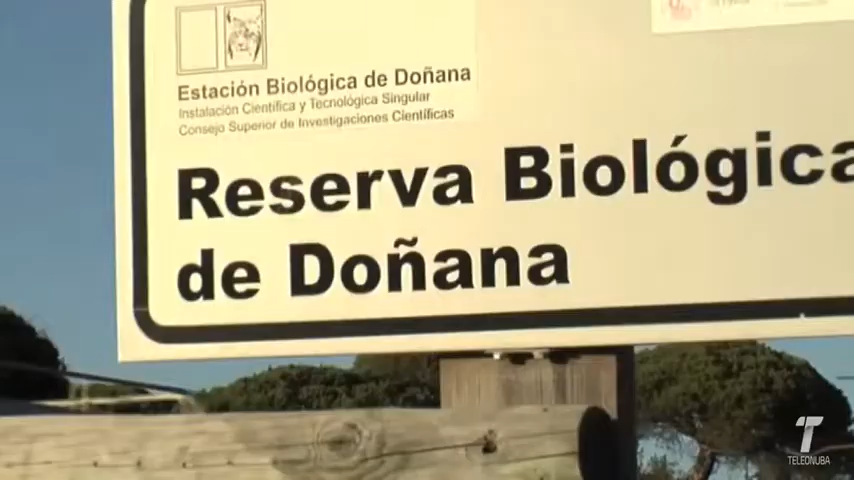 Estación Biológica de Doñana
Instalación Científica y Tecnológica Singular
Consejo Superior de Investigaciones Científicas
Reserva Biológica
de Doñana
TELEONUBA